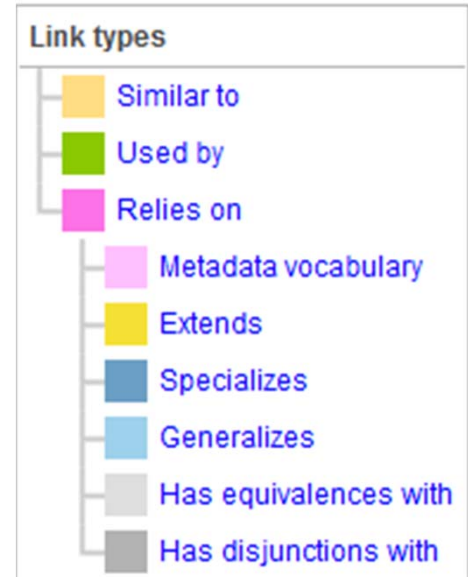 Link types
Similar to
Used by
Relies on
Metadata vocabulary
Extends
Specializes
Generalizes
Has equivalences with
Has disjunctions with